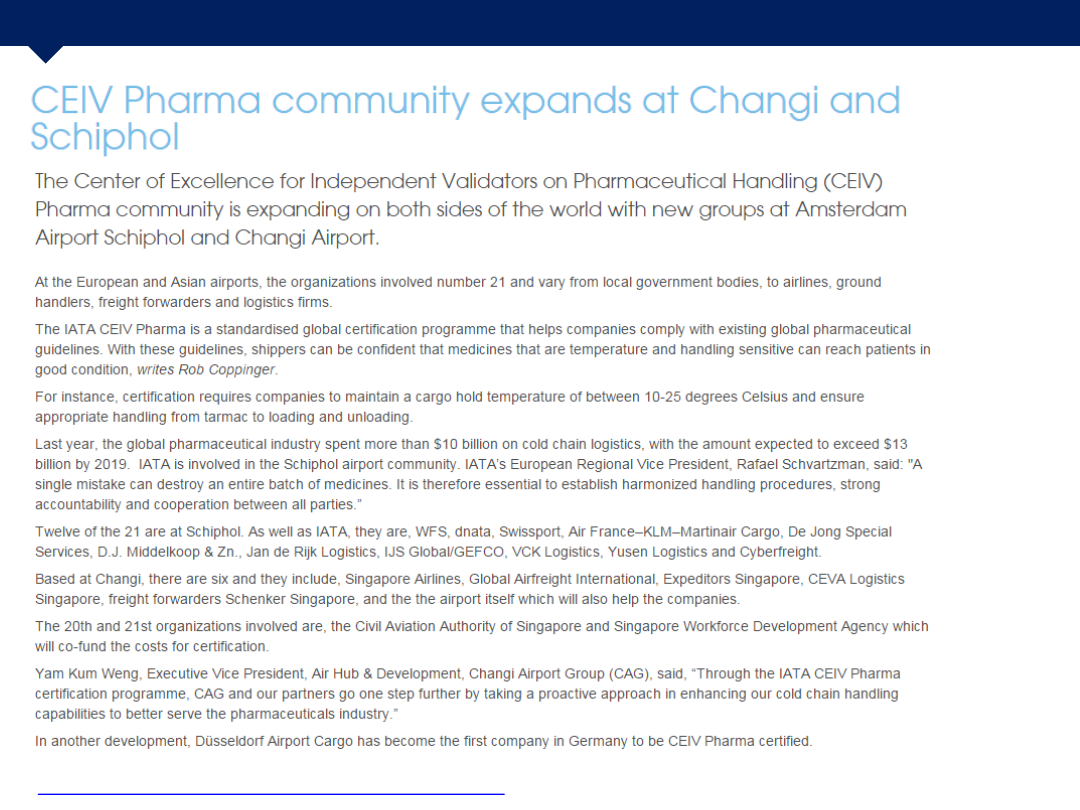 CEIV Pharma community expands at Changi and
Schiphol
The Center of Excellence for Independent Validators on Pharmaceutical Handling (CEIV)
Pharma community is expanding on both sides of the world with new groups at Amsterdam
Airport Schiphol and Changi Airport.
At the European and Asian airports, the organizations involved number 21 and vary from local government bodies, to airlines, ground
handlers, freight forwarders and logistics firms.
The IATA CEIV Pharma is a standardised global certification programme that helps companies comply with existing global pharmaceutical
guidelines. With these guidelines, shippers can be confident that medicines that are temperature and handling sensitive can reach patients in
good condition, writes Rob Coppinger.
For instance, certification requires companies to maintain a cargo hold temperature of between 10-25 degrees Celsius and ensure
appropriate handling from tarmac to loading and unloading.
Last year, the global pharmaceutical industry spent more than $10 billion on cold chain logistics, with the amount expected to exceed $13
billion by 2019.  IATA is involved in the Schiphol airport community. IATA's European Regional Vice President, Rafael Schvartzman, said: "A
single mistake can destroy an entire batch of medicines. It is therefore essential to establish harmonized handling procedures, strong
accountability and cooperation between all parties.”
Twelve of the 21 are at Schiphol. As well as IATA, they are, WFS, dnata, Swissport, Air France–KLM–Martinair Cargo, De Jong Special
Services, D.J. Middelkoop & Zn., Jan de Rijk Logistics, IJS Global/GEFCO, VCK Logistics, Yusen Logistics and Cyberfreight.
Based at Changi, there are six and they include, Singapore Airlines, Global Airfreight International, Expeditors Singapore, CEVA Logistics
Singapore, freight forwarders Schenker Singapore, and the the airport itself which will also help the companies.
The 20th and 21st organizations involved are, the Civil Aviation Authority of Singapore and Singapore Workforce Development Agency which
will co-fund the costs for certification.
Yam Kum Weng, Executive Vice President, Air Hub & Development, Changi Airport Group (CAG), said, “Through the IATA CEIV Pharma
certification programme, CAG and our partners go one step further by taking a proactive approach in enhancing our cold chain handling
capabilities to better serve the pharmaceuticals industry.”
In another development, Düsseldorf Airport Cargo has become the first company in Germany to be CEIV Pharma certified.